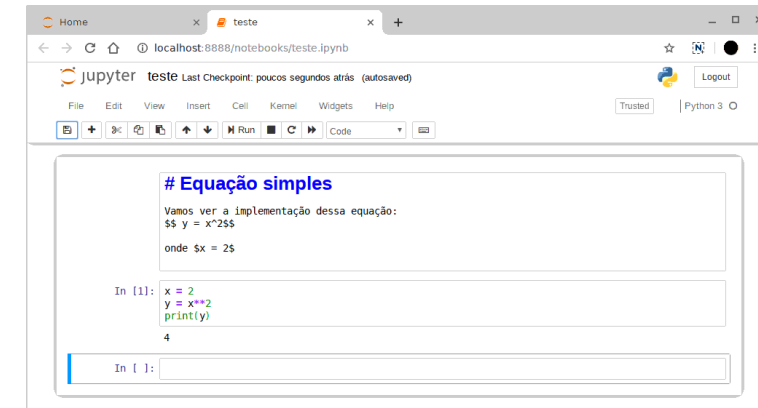 Home × teste × +
localhost:8888/notebooks/teste.ipynb N
jupyter teste Last Checkpoint: poucos segundos atrás (autosaved) Logout
File Edit View Insert Cell Kernel Widgets Help Trusted Python 3
Run Code
# Equação simples
Vamos ver a implementação dessa equação:
$$ y = x^2$$
onde $x = 2$
In [1]: x = 2
y = x**2
print(y)
4
In [ ]: